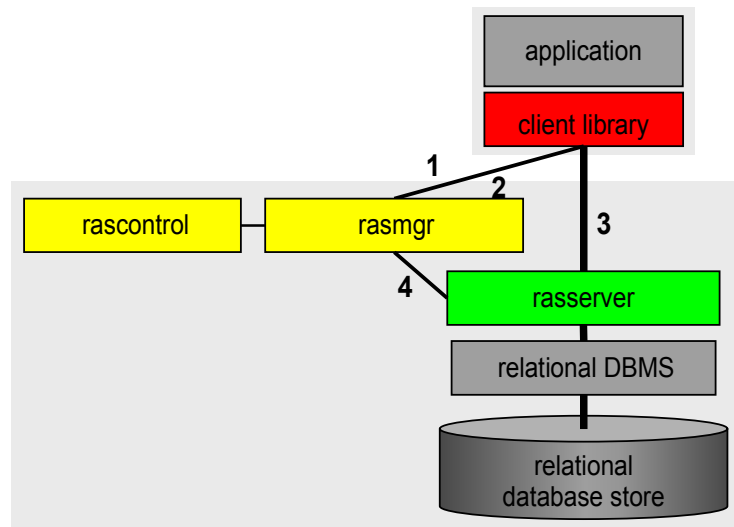 application
client library
1
2
rascontrol
rasmgr
3
4
rasserver
relational DBMS
relational
database store